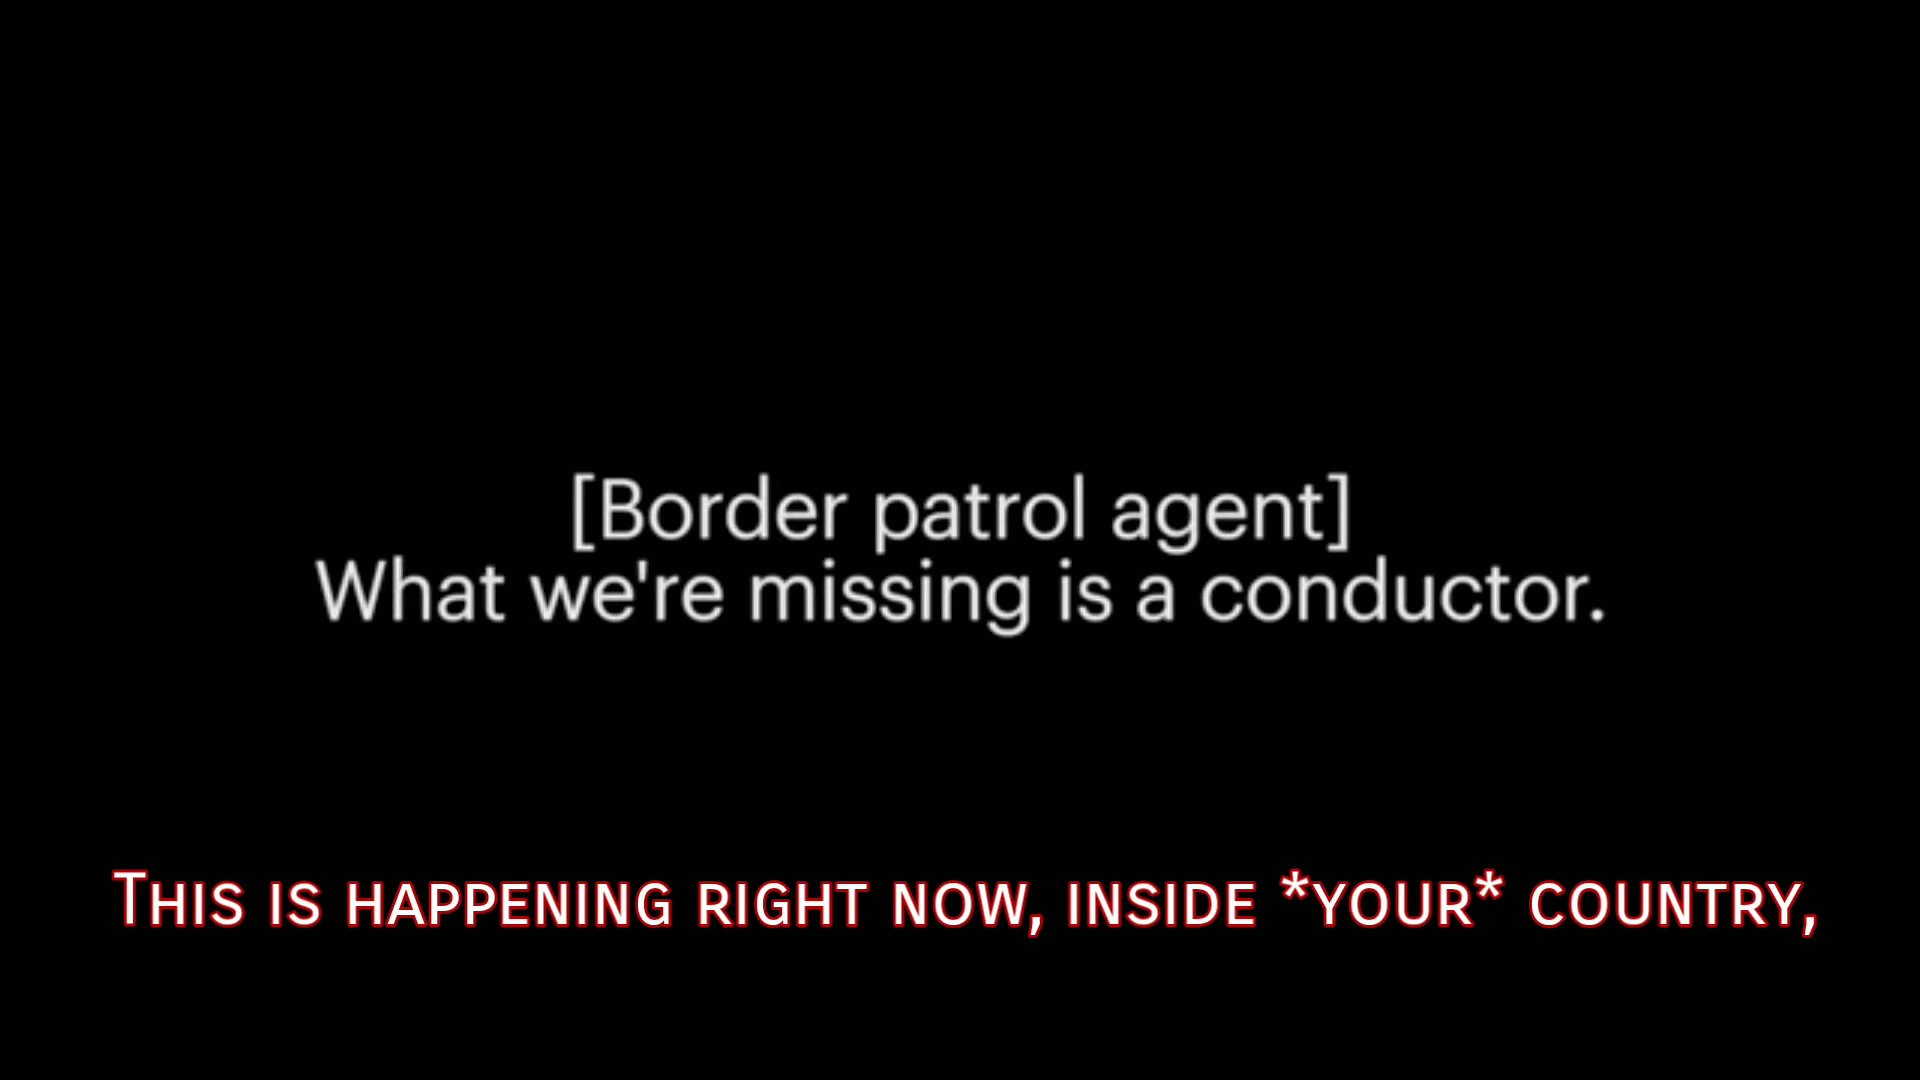 [Border patrol agent]
What we're missing is a conductor.
This is happening right now, inside *your* country,